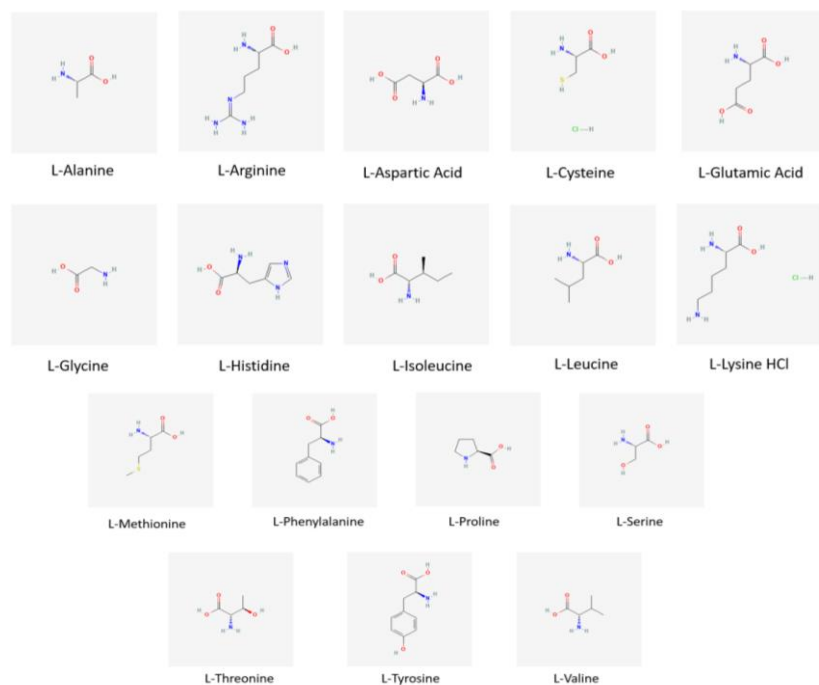 L-Alanine
L-Arginine
L-Aspartic Acid
L-Cysteine
L-Glutamic Acid
L-Glycine
L-Histidine
L-Isoleucine
L-Leucine
L-Lysine HCl
L-Methionine
L-Phenylalanine
L-Proline
L-Serine
L-Threonine
L-Tyrosine
L-Valine